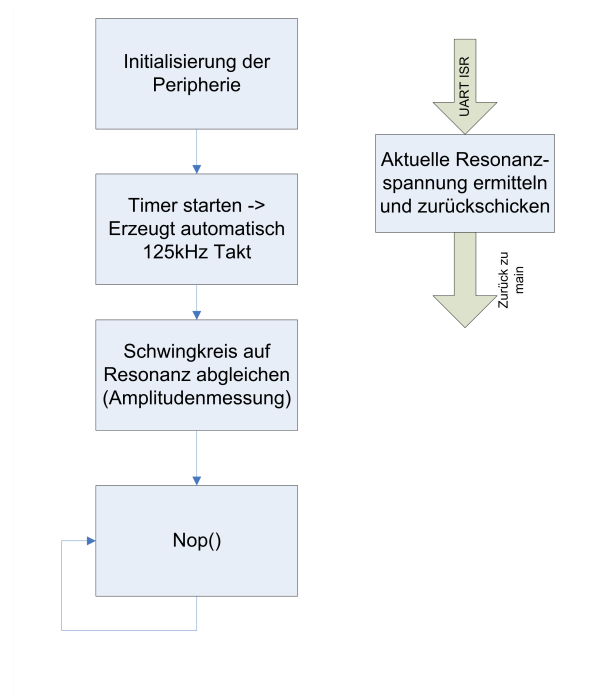 Initialisierung der
Peripherie
Timer starten ->
Erzeugt automatisch
125kHz Takt
Schwingkreis auf
Resonanz abgleichen
(Amplitudenmessung)
Nop()
UART ISR
Aktuelle Resonanz-
spannung ermitteln
und zurückschicken
Zurück zu
main